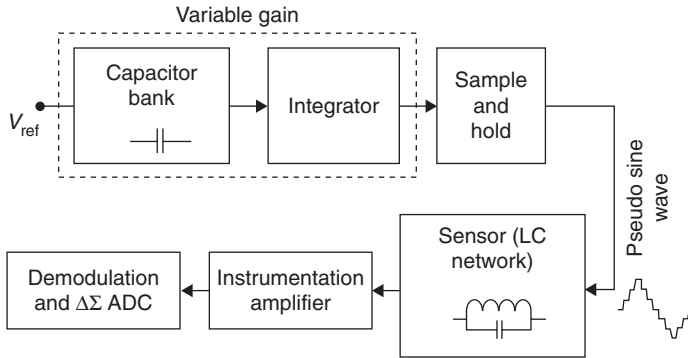 Variable gain
Capacitor
bank
Integrator
Sample
and
hold
Vref
Pseudo sine
wave
Sensor (LC
network)
Instrumentation
amplifier
Demodulation
and ΔΣ ADC